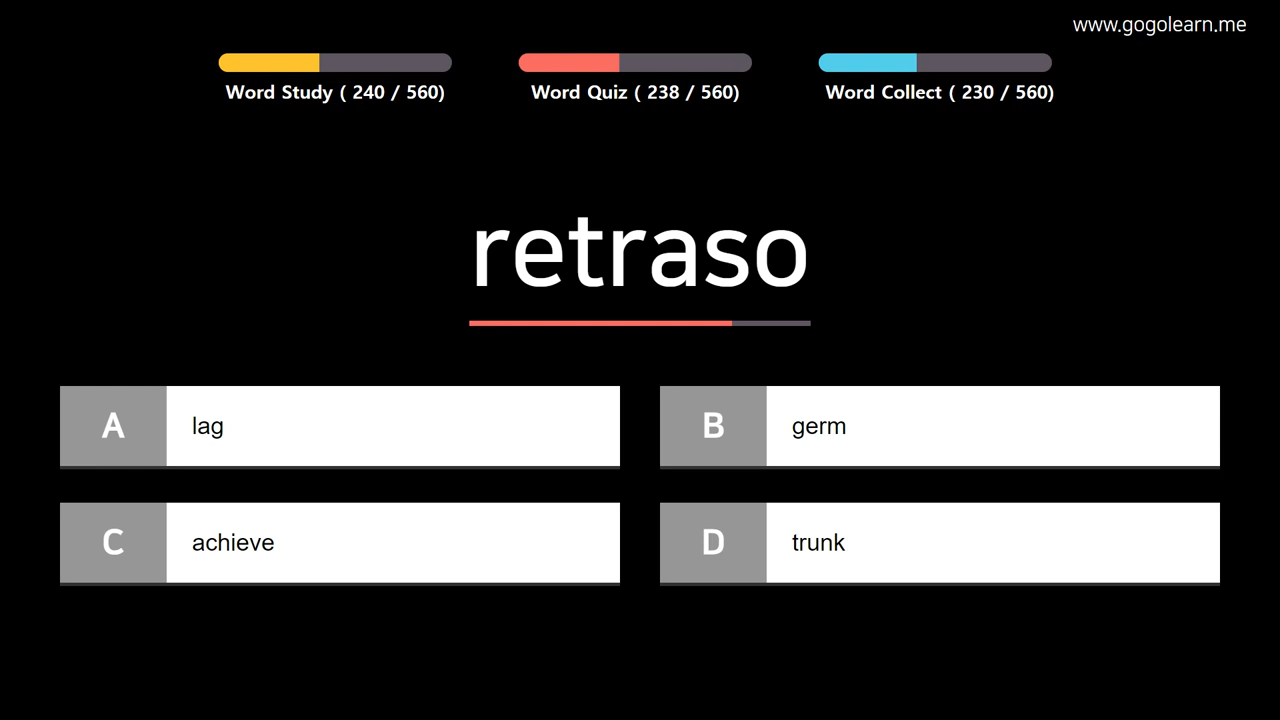 www.gogolearn.me
Word Study ( 240 / 560)
Word Quiz ( 238 / 560)
Word Collect ( 230 / 560)
retraso
A lag
B germ
C achieve
D trunk